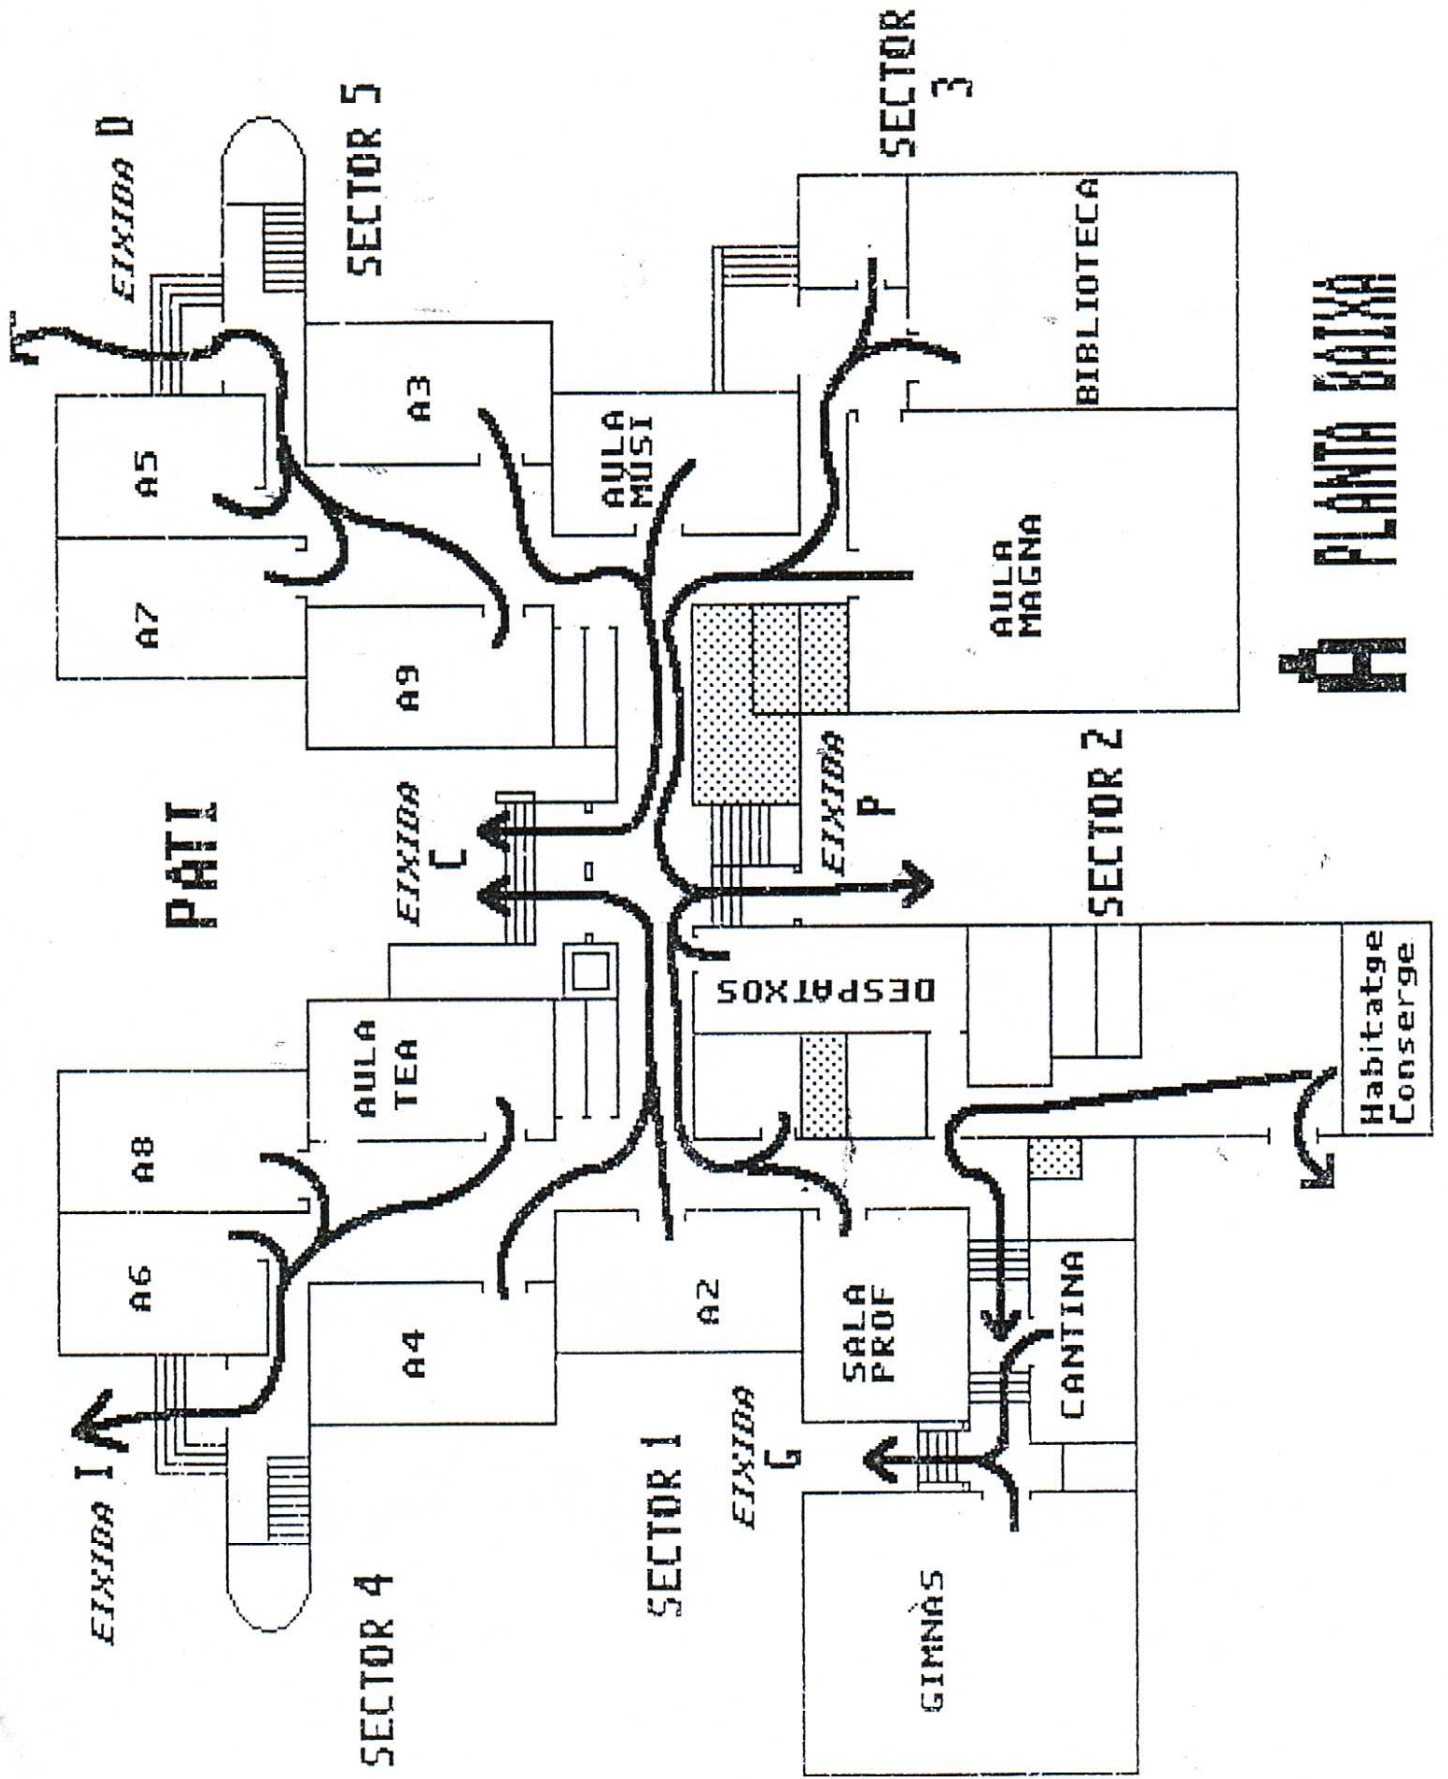 EIXIDA I
EIXIDA D
A6
A8
A7
A5
PATI
SECTOR 4
A4
AULA
TEA
EIXIDA
C
A9
A3
SECTOR 5
SECTOR 1
A2
AULA
MUSI
EIXIDA
G
SALA
PROF
DESPATXOS
EIXIDA
P
SECTOR
3
GIMNÀS
AULA
MAGNA
CANTINA
SECTOR 2
BIBLIOTECA
Habitatge
Conserge
PLANTA BAIXA